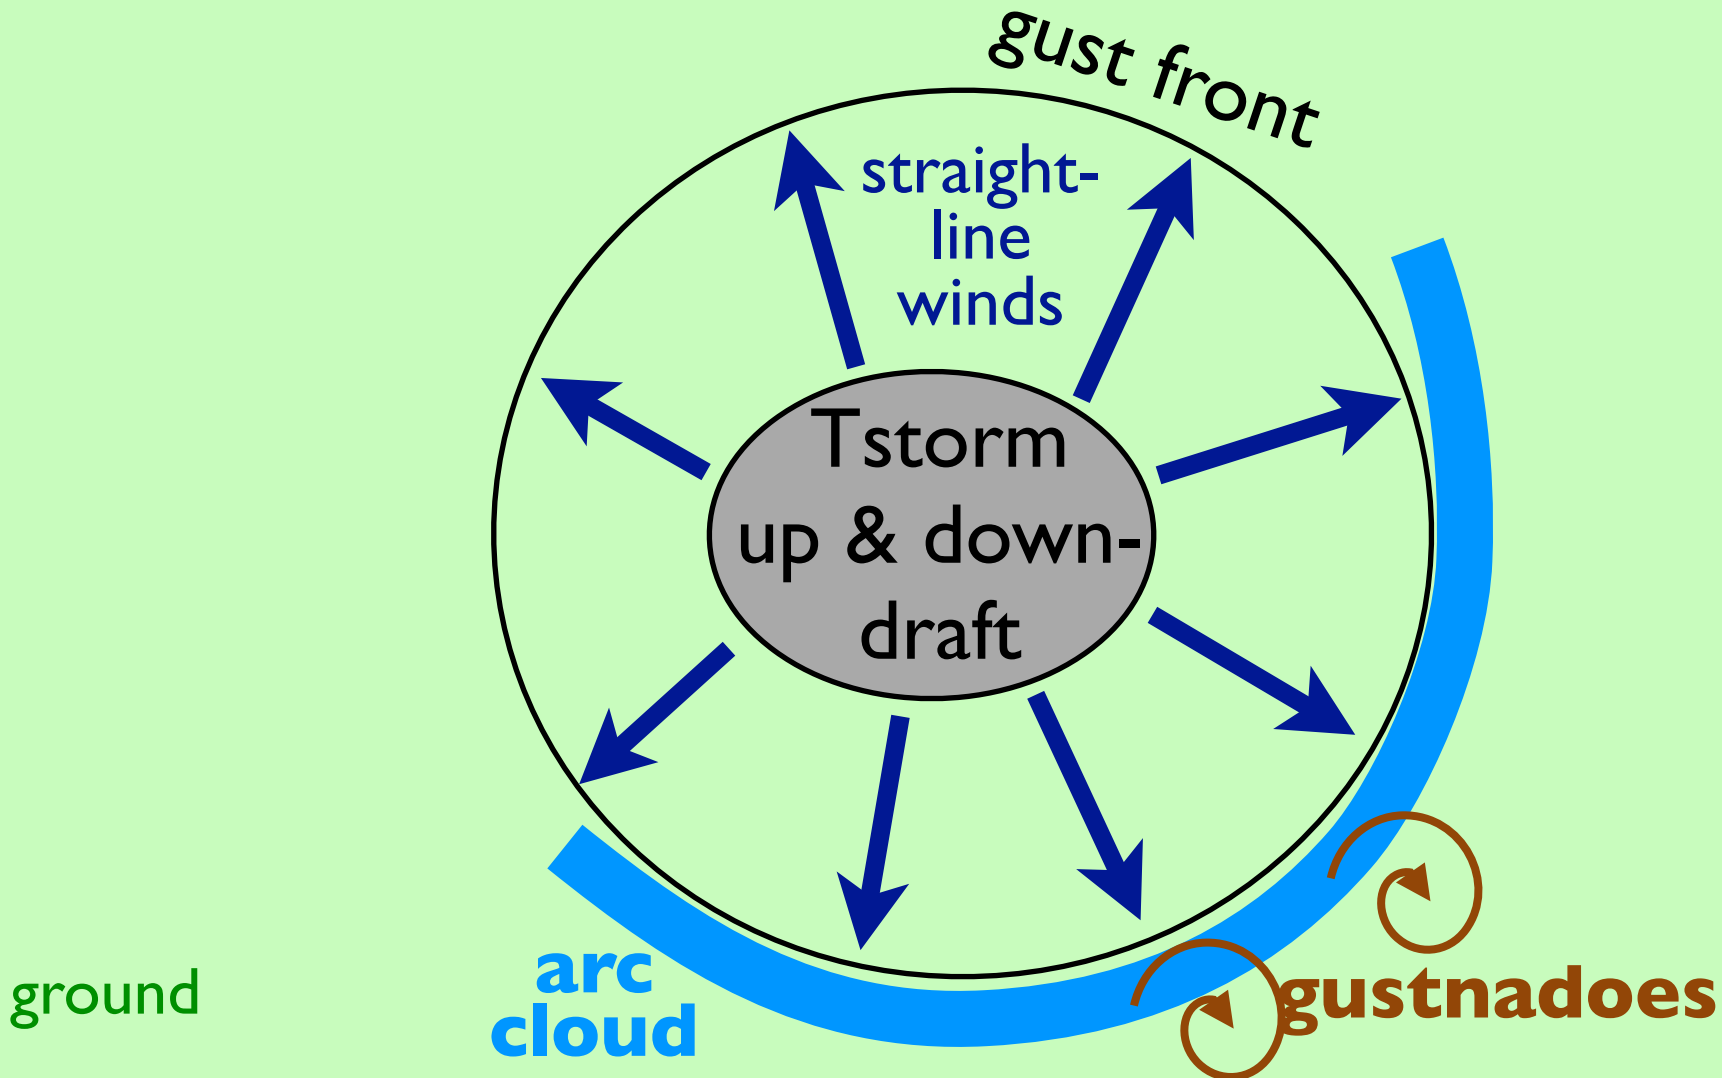 gust front
straight-
line
winds
Tstorm
up & down-
draft
arc
cloud
gustnadoes
ground